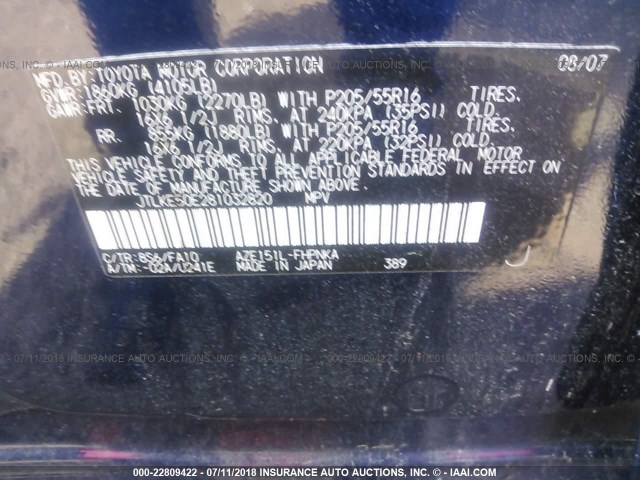 MFD. BY: TOYOTA MOTOR CORPORATION 08/07
GVWR: 1860KG (4105LB)
GAWR: FRT 1030KG (2270LB) WITH P205/55R16 TIRES.
16X6 1/2J RIMS. AT 240KPA (35PSI) COLD.
RR. 855KG (1880LB) WITH P205/55R16 TIRES.
16X6 1/2J RIMS. AT 220KPA (32PSI) COLD.
THIS VEHICLE CONFORMS TO ALL APPLICABLE FEDERAL MOTOR
VEHICLE SAFETY AND THEFT PREVENTION STANDARDS IN EFFECT ON
THE DATE OF MANUFACTURE SHOWN ABOVE.
JTLKE50E281032820 MPV
C/TR: 8S6/FA10 AZE151L-FHPNKA
A/TM: -02A/U241E MADE IN JAPAN 389
000-22809422 - 07/11/2018 INSURANCE AUTO AUCTIONS, INC. - © - IAAI.COM